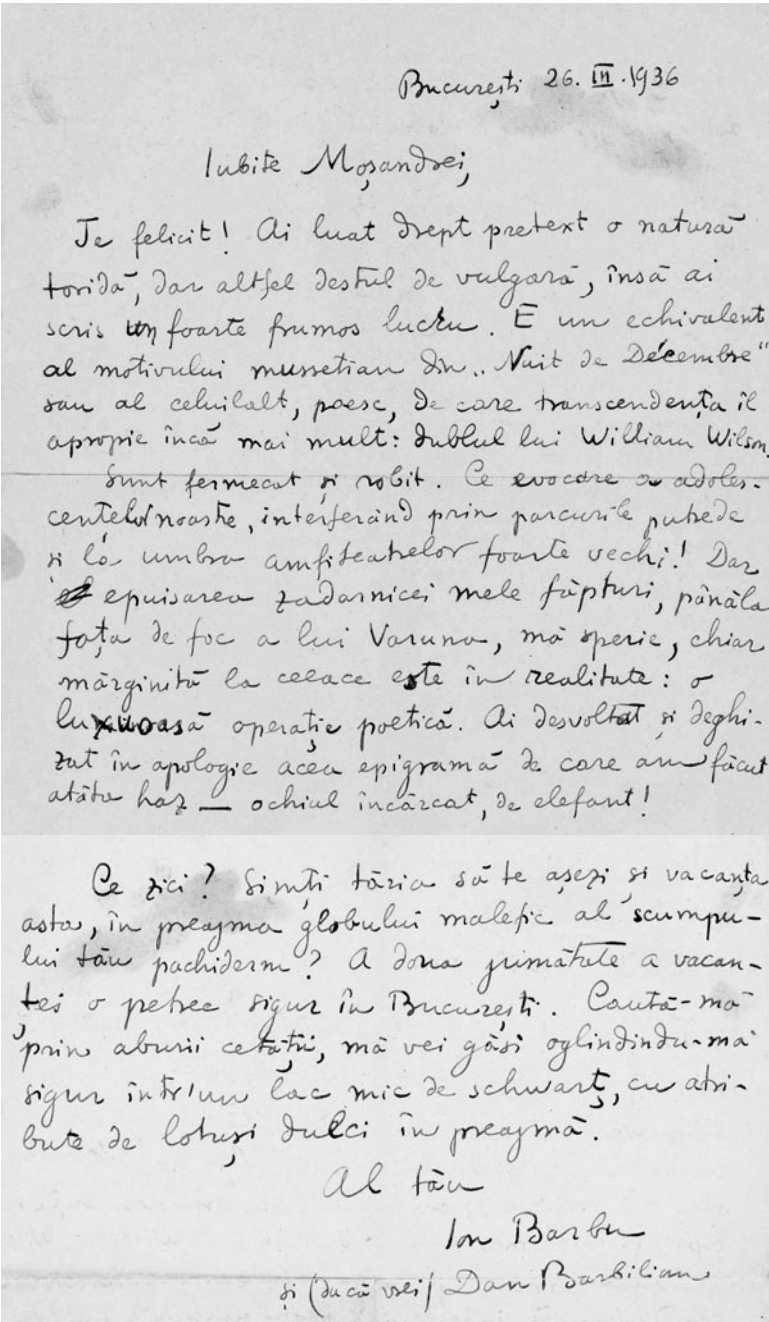 București 26. III. 1936
Iubite Moșandrei,
Te felicit! Ai luat drept pretext o natură
toridă, dar altfel destul de vulgară, însă ai
scris un foarte frumos lucru. E un echivalent
al motivului mussetian din „Nuit de Décembre"
sau al celuilalt, poesc, de care transcendența îl
apropie încă mai mult: dublul lui William Wilson.
Sunt fermecat și robit. Ce evocare a adoles-
cențelor noastre, interferând prin parcurile putrede
și la umbra amfiteatrelor foarte vechi! Dar
epuisarea zadarnicei mele făpturi, până la
fața de foc a lui Varuna, mă sperie, chiar
mărginită la ceeace este în realitate: o
luxuoasă operație poetică. Ai desvoltat și deghi-
zat în apologie acea epigramă de care am făcut
atâta haz — ochiul încărcat, de elefant!
Ce zici? Simți tăria să te așezi și vacanța
asta, în preajma globului malefic al scumpu-
lui tău pachiderm? A doua jumătate a vacan-
ței o petrec sigur în București. Caută-mă
prin aburii cetății, mă vei găsi oglindindu-mă
sigur într'un lac mic de schwarț, cu atri-
bute de lotuși dulci în preajmă.
Al tău
Ion Barbu
și (dacă vrei) Dan Barbilian